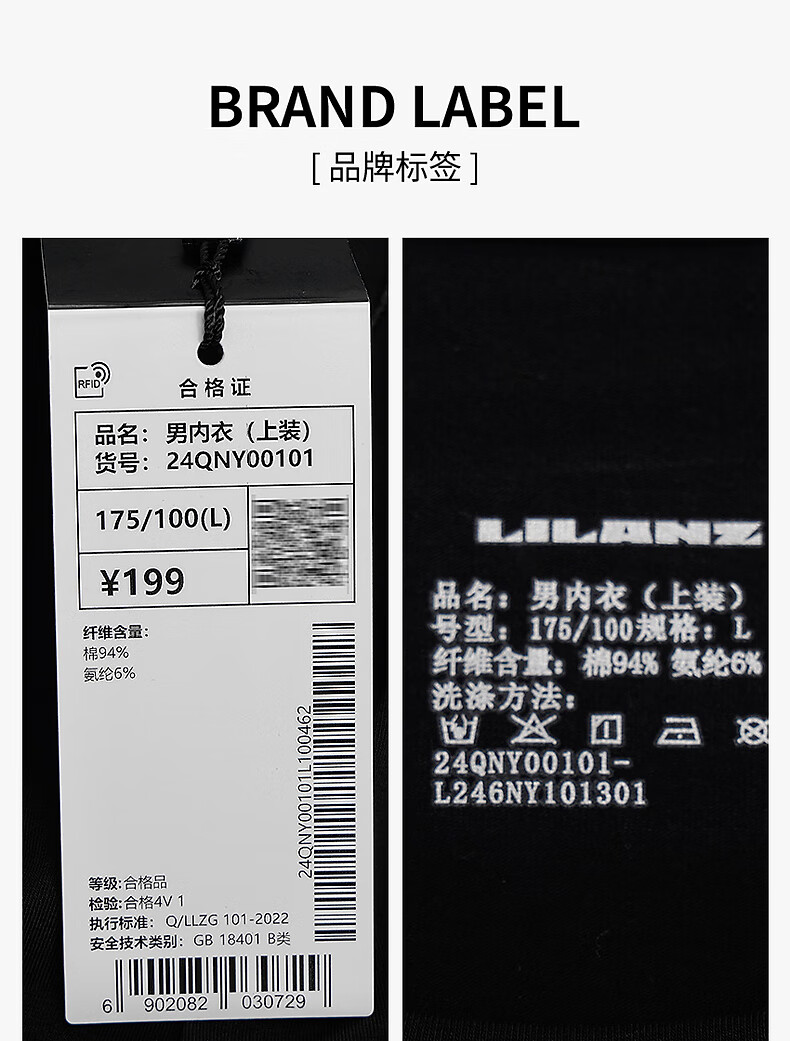 BRAND LABEL
[ 品牌标签 ]
RFID
合格证
品名： 男内衣（上装）
货号： 24QNY00101
175/100(L)
¥199
纤维含量：
棉94%
氨纶6%
24QNY00101L100462
等级:合格品
检验:合格4V 1
执行标准： Q/LLZG 101-2022
安全技术类别： GB 18401 B类
6 902082 030729
LILANZ
品名：男内衣（上装）
号型：175/100规格：L
纤维含量：棉94% 氨纶6%
洗涤方法：
24QNY00101-
L246NY101301